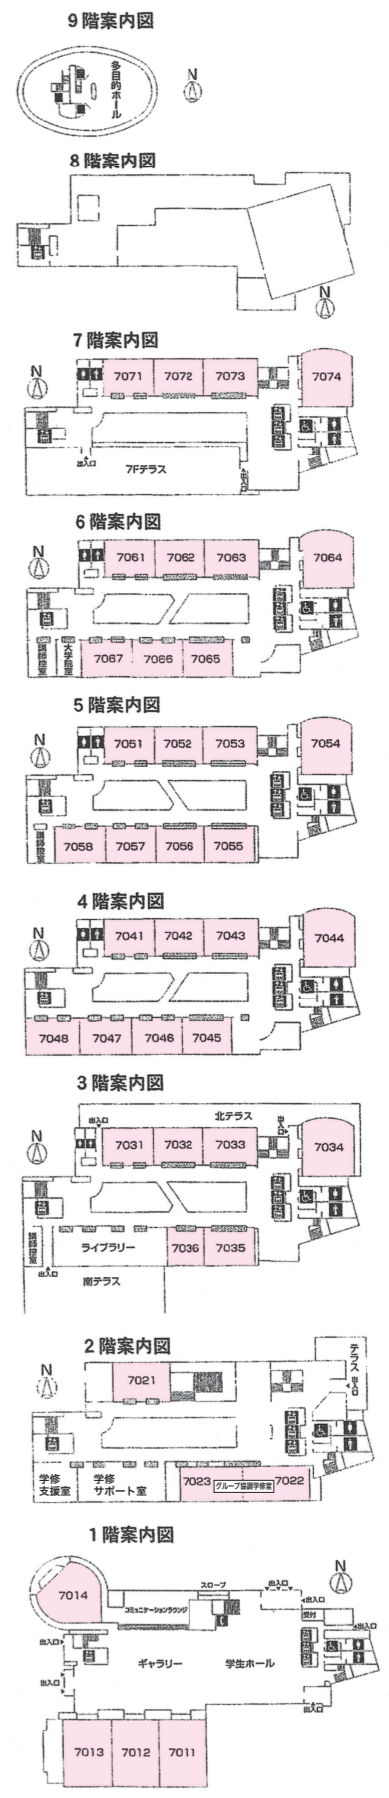 9階案内図
多目的ホール
N
8階案内図
N
7階案内図
N
7071 7072 7073 7074
出入口
7Fテラス
出入口
6階案内図
N
7061 7062 7063 7064
講師控室
大学院室
7067 7066 7065
5階案内図
N
7051 7052 7053 7054
講師控室
7058 7057 7056 7055
4階案内図
N
7041 7042 7043 7044
7048 7047 7046 7045
3階案内図
北テラス
出入口
出入口
N
7031 7032 7033 7034
講師控室
ライブラリー
7036 7035
出入口
南テラス
2階案内図
テラス
出入口
N
7021
学修支援室
学修サポート室
7023 7022
グループ協調学修室
1階案内図
N
7014
スロープ
出入口
出入口
コミュニケーションラウンジ
受付
出入口
出入口
ギャラリー
学生ホール
出入口
出入口
7013 7012 7011